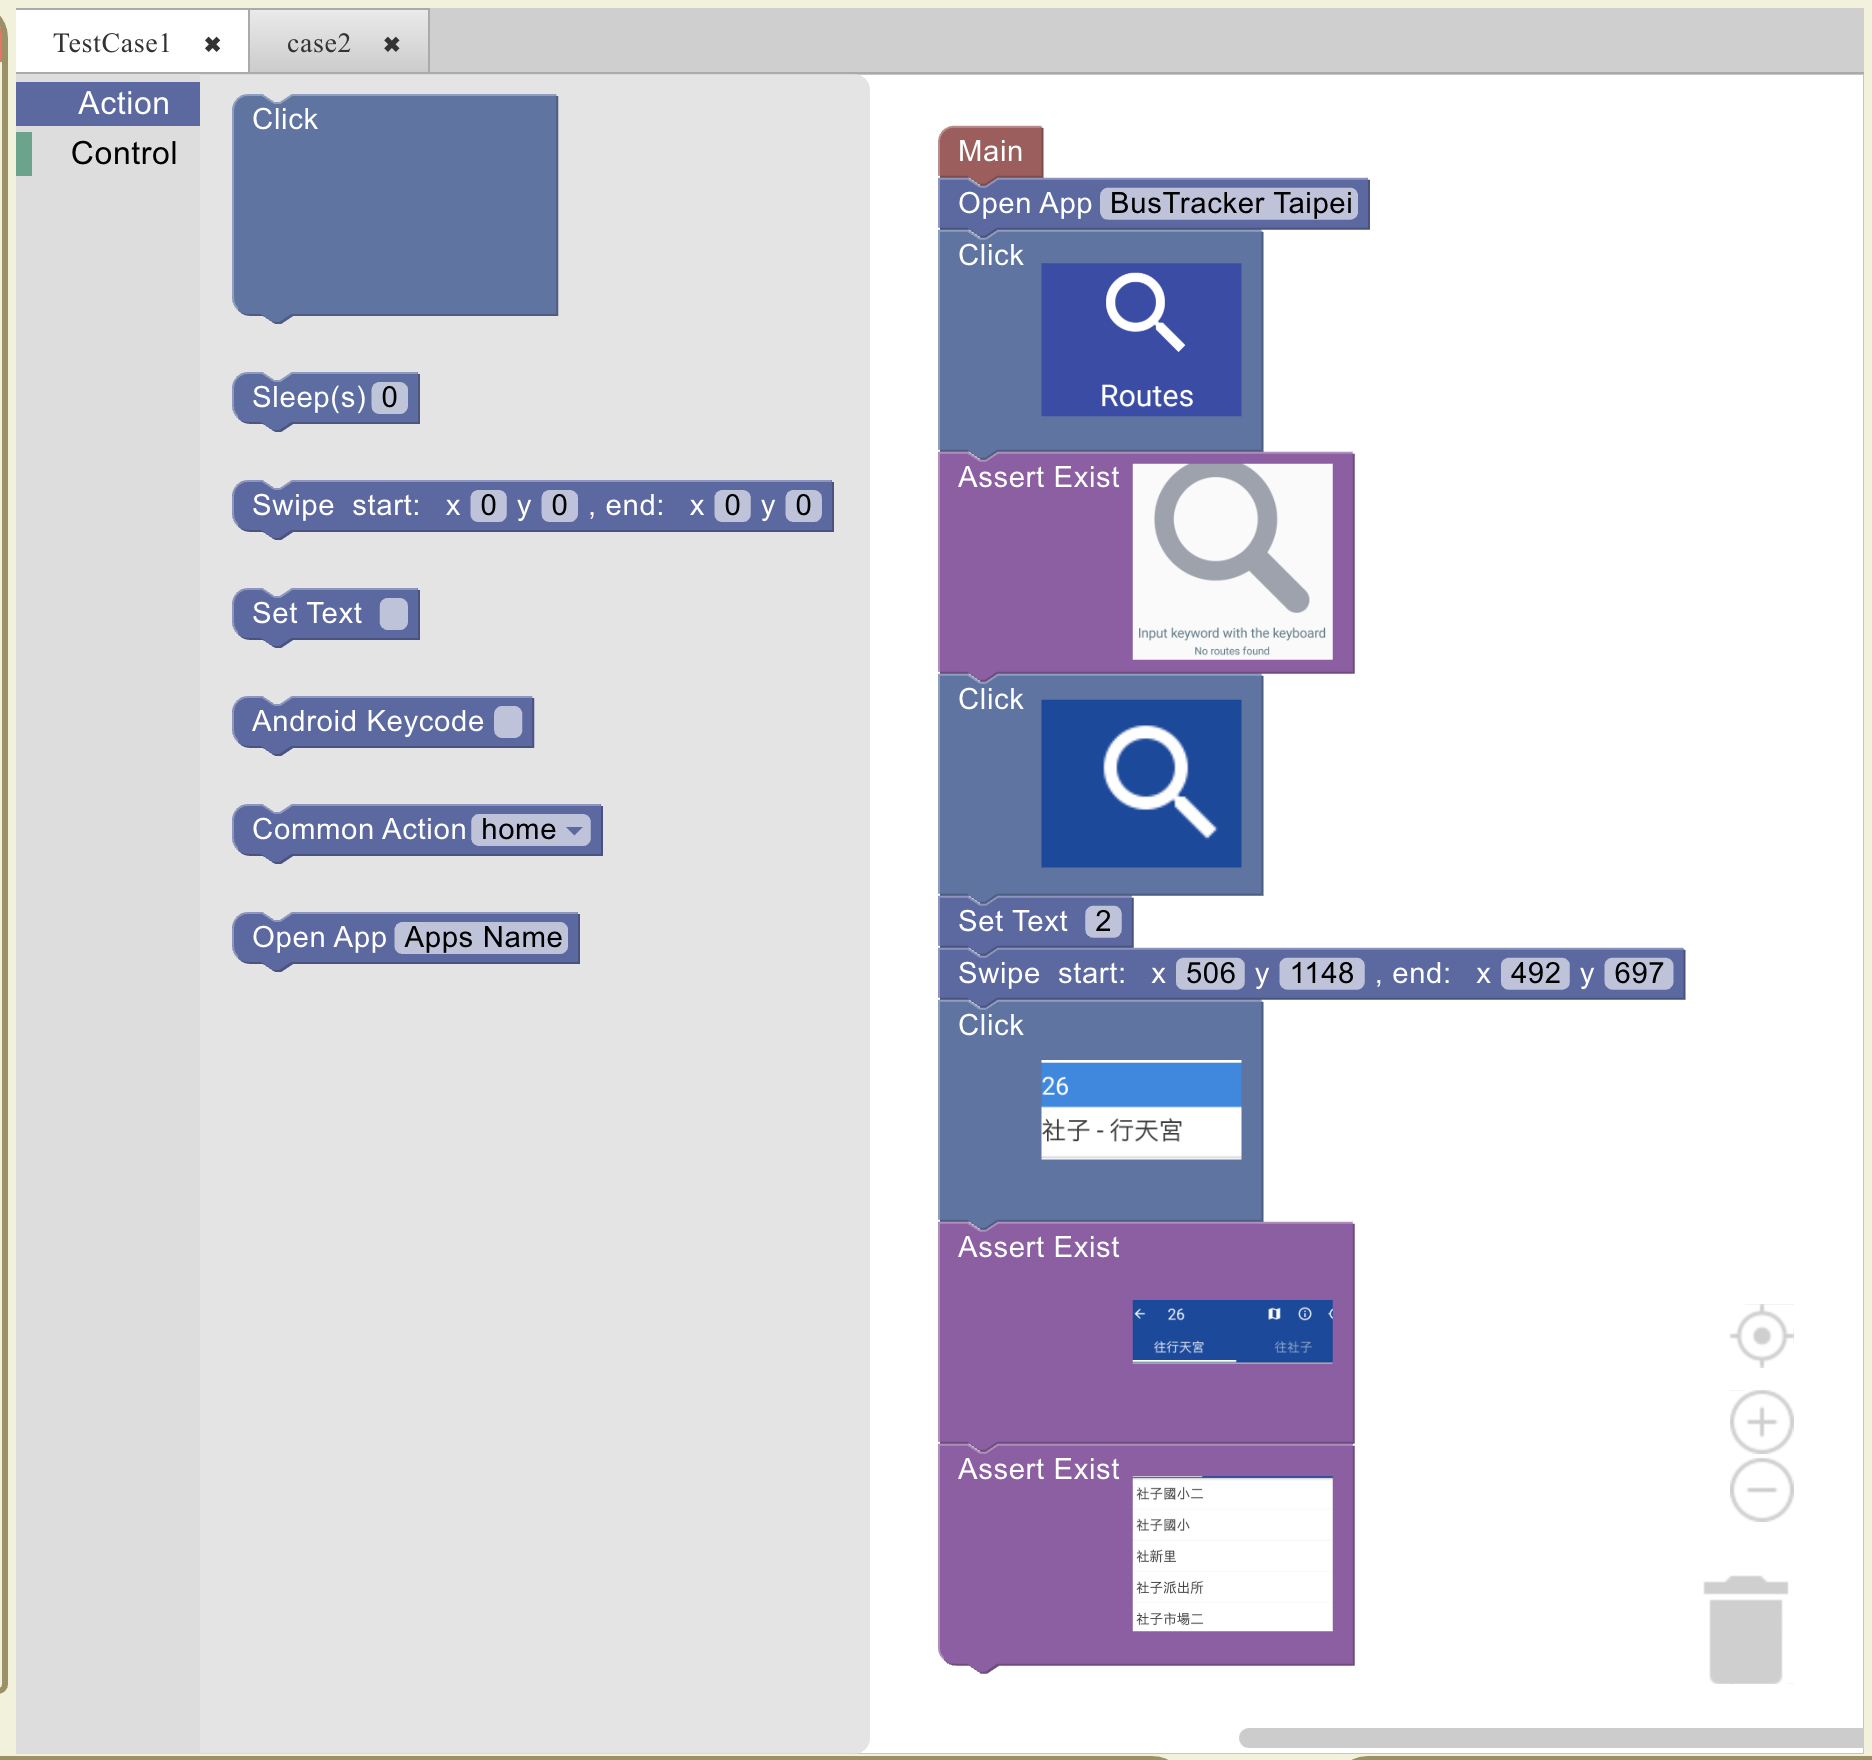 TestCase1 ✖ case2 ✖
Action
Control
Click
Sleep(s) 0
Swipe start: x 0 y 0 , end: x 0 y 0
Set Text
Android Keycode
Common Action home
Open App Apps Name
Main
Open App BusTracker Taipei
Click
Routes
Assert Exist
Input keyword with the keyboard
No routes found
Click
Set Text 2
Swipe start: x 506 y 1148 , end: x 492 y 697
Click
26
社子 - 行天宮
Assert Exist
26
往行天宮 往社子
Assert Exist
社子國小二
社子國小
社新里
社子派出所
社子市場二